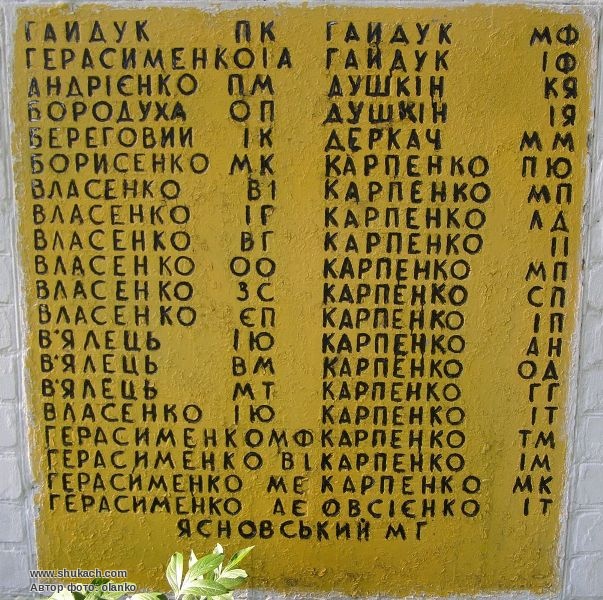 ГАЙДУК ПК ГАЙДУК МФ
ГЕРАСИМЕНКО ІА ГАЙДУК ІФ
АНДРІЄНКО ПМ ДУШКІН КЯ
БОРОДУХА ОП ДУШКІН ІЯ
БЕРЕГОВИЙ ІК ДЕРКАЧ ММ
БОРИСЕНКО МК КАРПЕНКО ПЮ
ВЛАСЕНКО ВІ КАРПЕНКО МП
ВЛАСЕНКО ІГ КАРПЕНКО ЛД
ВЛАСЕНКО ВГ КАРПЕНКО ІІ
ВЛАСЕНКО ОО КАРПЕНКО МП
ВЛАСЕНКО ЗС КАРПЕНКО СП
ВЛАСЕНКО ЄП КАРПЕНКО ІП
В'ЯЛЕЦЬ ІЮ КАРПЕНКО АН
В'ЯЛЕЦЬ ВМ КАРПЕНКО ОД
В'ЯЛЕЦЬ МТ КАРПЕНКО ГГ
ВЛАСЕНКО ІЮ КАРПЕНКО ІТ
ГЕРАСИМЕНКО МФ КАРПЕНКО ТМ
ГЕРАСИМЕНКО ВІ КАРПЕНКО ІМ
ГЕРАСИМЕНКО МЕ КАРПЕНКО МК
ГЕРАСИМЕНКО АЄ ОВСІЄНКО ІТ
ЯСНОВСЬКИЙ МГ
www.shukach.com
Автор фото: olanko